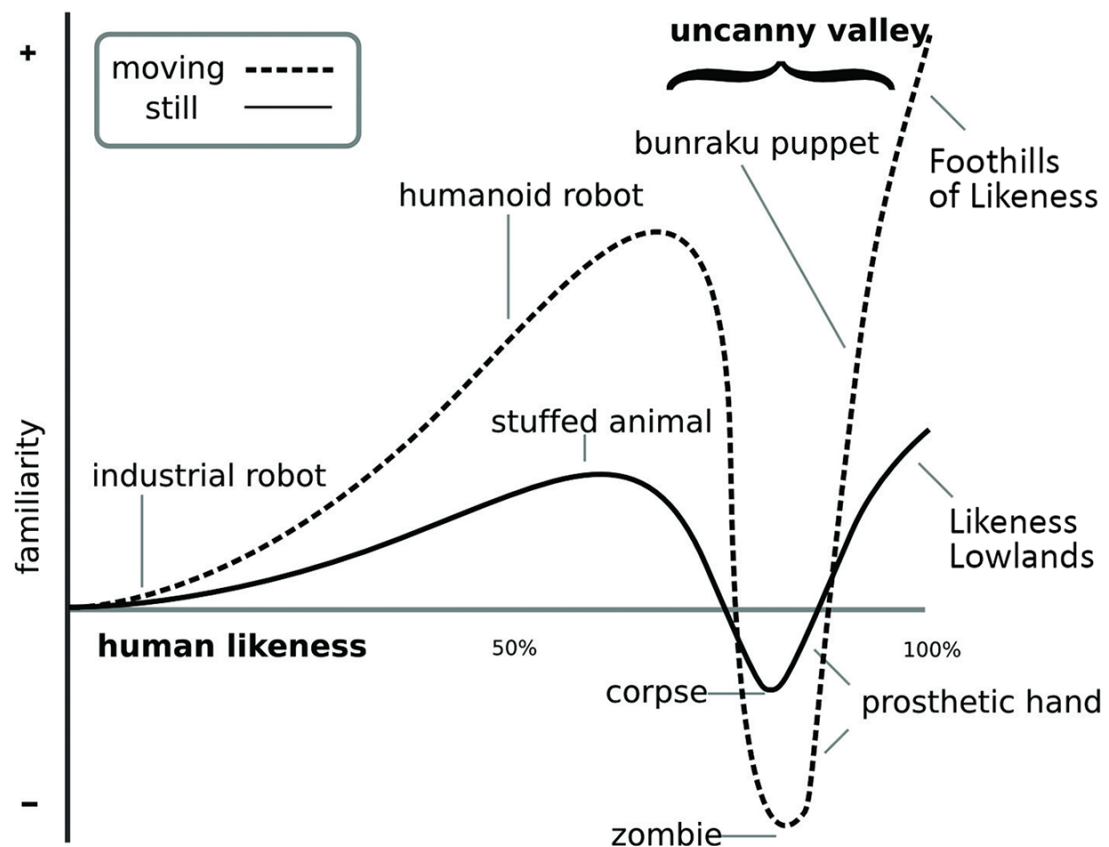 +
uncanny valley
moving
still
bunraku puppet
Foothills
of Likeness
humanoid robot
stuffed animal
industrial robot
familiarity
Likeness
Lowlands
human likeness
50%
100%
corpse
prosthetic hand
–
zombie